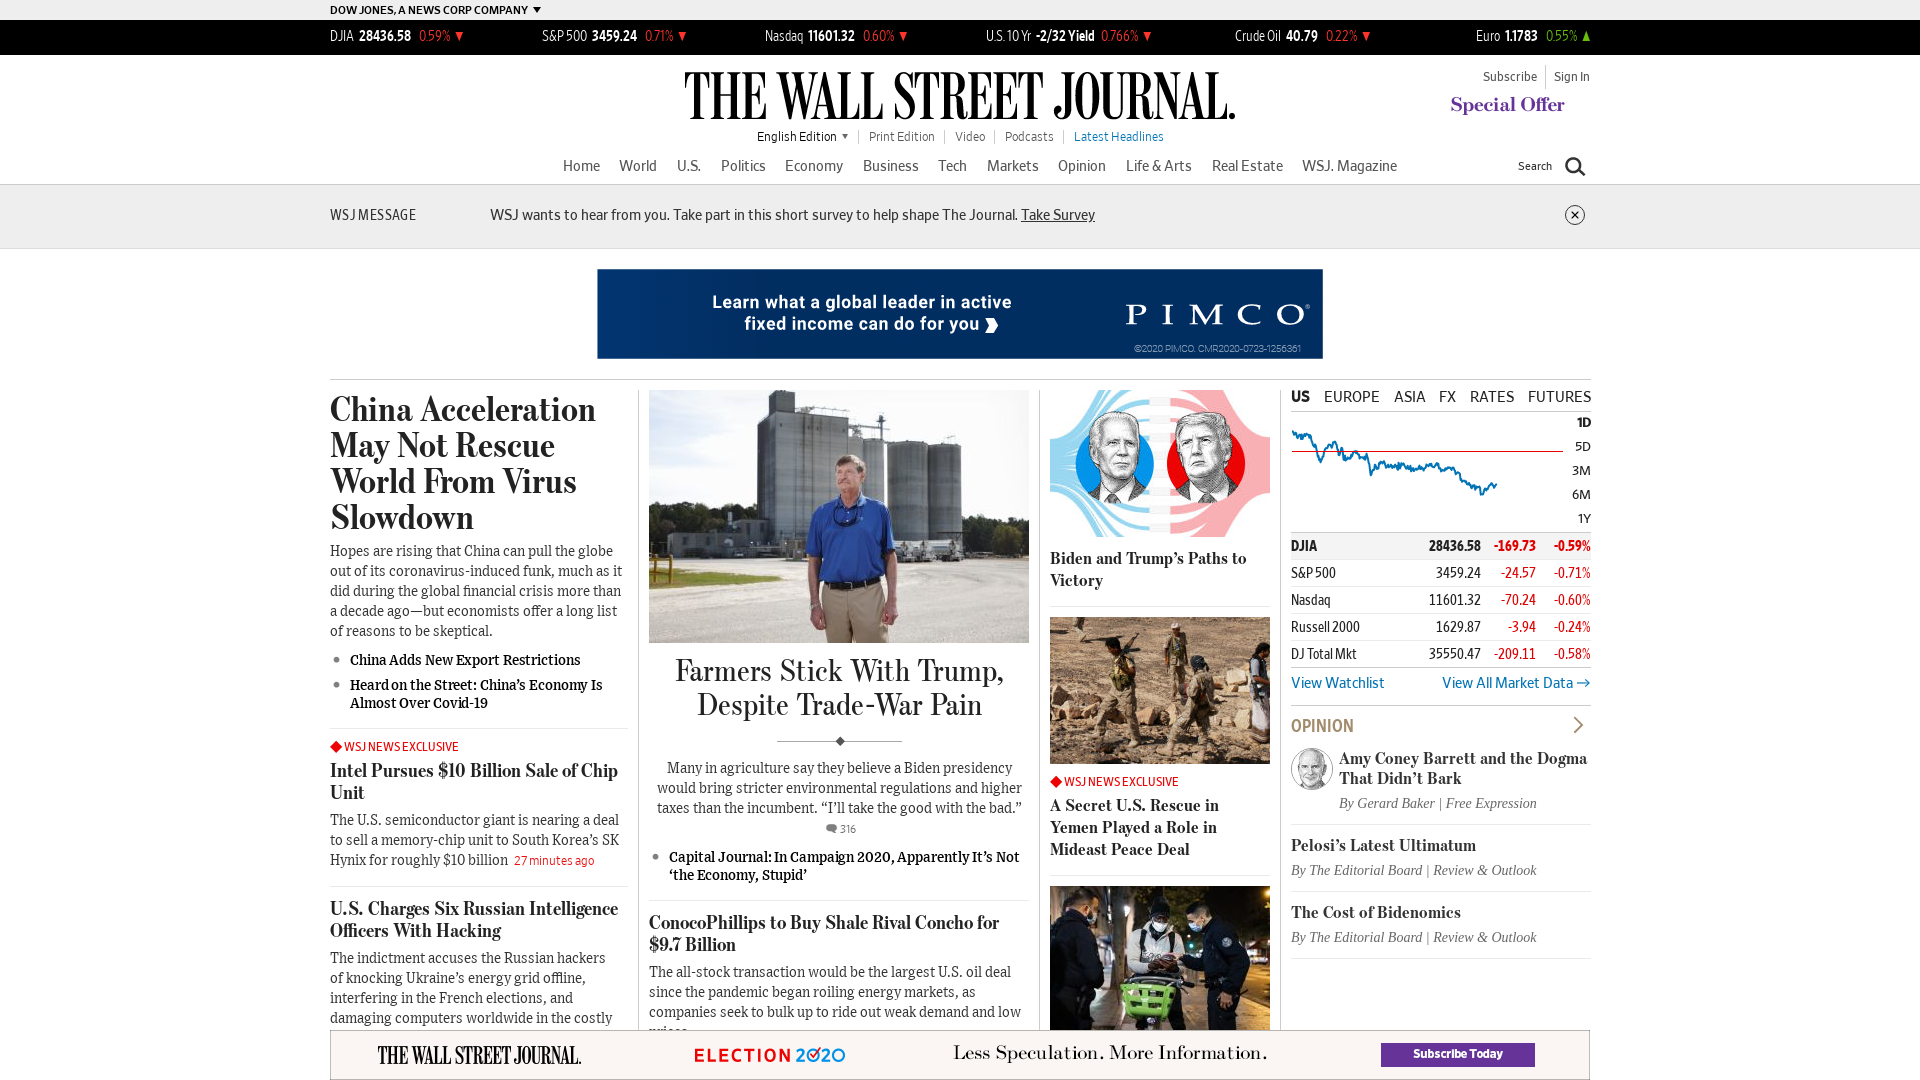 DOW JONES, A NEWS CORP COMPANY
DJIA 28436.58 0.59%
S&P 500 3459.24 0.71%
Nasdaq 11601.32 0.60%
U.S. 10 Yr -2/32 Yield 0.766%
Crude Oil 40.79 0.22%
Euro 1.1783 0.55%
THE WALL STREET JOURNAL.
Subscribe
Sign In
Special Offer
English Edition
Print Edition
Video
Podcasts
Latest Headlines
Home World U.S. Politics Economy Business Tech Markets Opinion Life & Arts Real Estate WSJ. Magazine
Search
WSJ MESSAGE
WSJ wants to hear from you. Take part in this short survey to help shape The Journal. Take Survey
Learn what a global leader in active
fixed income can do for you
PIMCO®
©2020 PIMCO. CMR2020-0723-1256361
China Acceleration
May Not Rescue
World From Virus
Slowdown
Hopes are rising that China can pull the globe
out of its coronavirus-induced funk, much as it
did during the global financial crisis more than
a decade ago—but economists offer a long list
of reasons to be skeptical.
China Adds New Export Restrictions
Heard on the Street: China’s Economy Is
Almost Over Covid-19
WSJ NEWS EXCLUSIVE
Intel Pursues $10 Billion Sale of Chip
Unit
The U.S. semiconductor giant is nearing a deal
to sell a memory-chip unit to South Korea’s SK
Hynix for roughly $10 billion 27 minutes ago
U.S. Charges Six Russian Intelligence
Officers With Hacking
The indictment accuses the Russian hackers
of knocking Ukraine’s energy grid offline,
interfering in the French elections, and
damaging computers worldwide in the costly
Farmers Stick With Trump,
Despite Trade-War Pain
Many in agriculture say they believe a Biden presidency
would bring stricter environmental regulations and higher
taxes than the incumbent. “I’ll take the good with the bad.”
316
Capital Journal: In Campaign 2020, Apparently It’s Not
‘the Economy, Stupid’
ConocoPhillips to Buy Shale Rival Concho for
$9.7 Billion
The all-stock transaction would be the largest U.S. oil deal
since the pandemic began roiling energy markets, as
companies seek to bulk up to ride out weak demand and low
Biden and Trump’s Paths to
Victory
WSJ NEWS EXCLUSIVE
A Secret U.S. Rescue in
Yemen Played a Role in
Mideast Peace Deal
US EUROPE ASIA FX RATES FUTURES
1D
5D
3M
6M
1Y
DJIA 28436.58 -169.73 -0.59%
S&P 500 3459.24 -24.57 -0.71%
Nasdaq 11601.32 -70.24 -0.60%
Russell 2000 1629.87 -3.94 -0.24%
DJ Total Mkt 35550.47 -209.11 -0.58%
View Watchlist
View All Market Data
OPINION
Amy Coney Barrett and the Dogma
That Didn’t Bark
By Gerard Baker | Free Expression
Pelosi’s Latest Ultimatum
By The Editorial Board | Review & Outlook
The Cost of Bidenomics
By The Editorial Board | Review & Outlook
THE WALL STREET JOURNAL.
ELECTION 2020
Less Speculation. More Information.
Subscribe Today